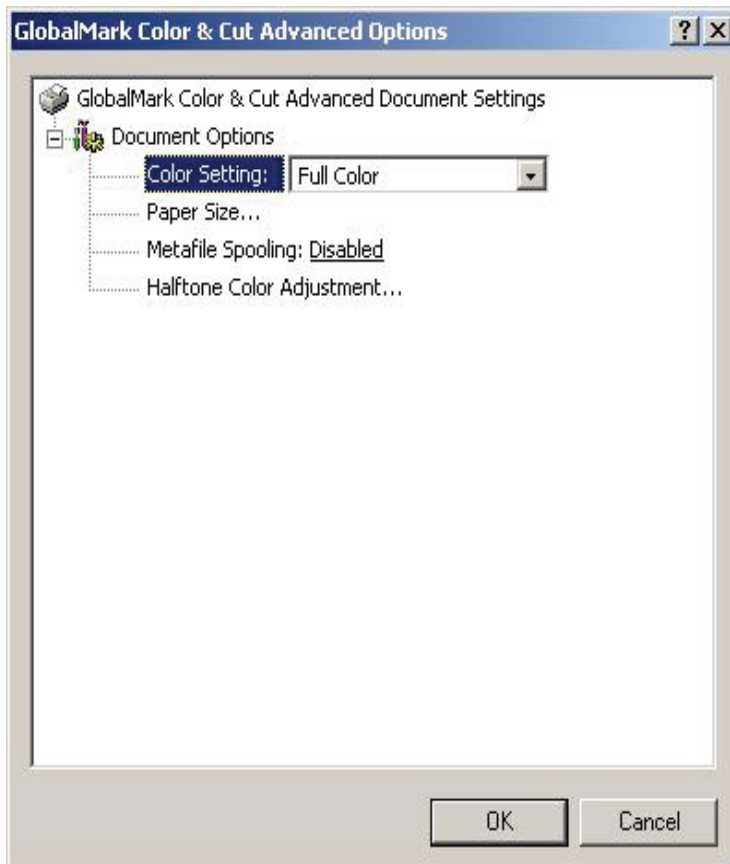 GlobalMark Color & Cut Advanced Options
GlobalMark Color & Cut Advanced Document Settings
Document Options
Color Setting: Full Color
Paper Size...
Metafile Spooling: Disabled
Halftone Color Adjustment...
OK Cancel